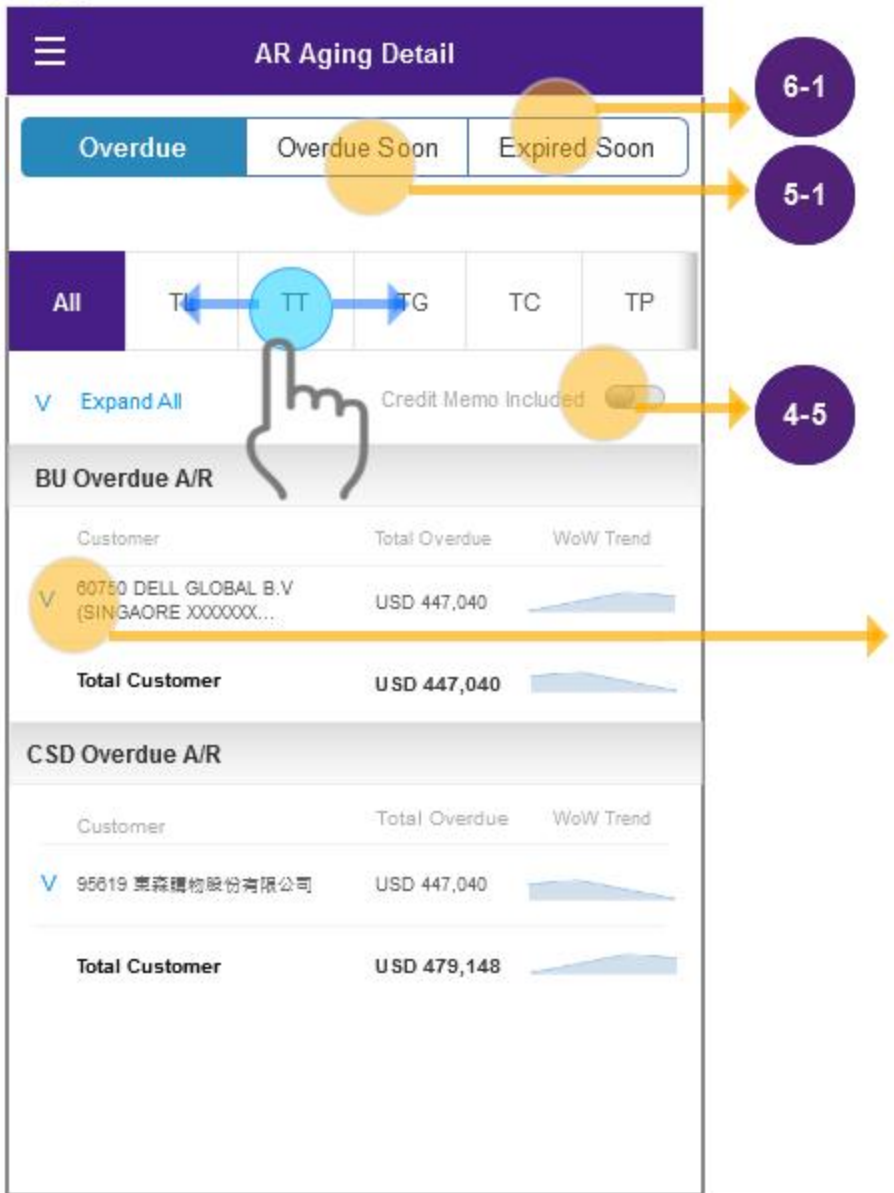 AR Aging Detail
6-1
Overdue
Overdue Soon
Expired Soon
5-1
All
TL
TT
TG
TC
TP
V Expand All
Credit Memo Included
4-5
BU Overdue A/R
Customer
Total Overdue
WoW Trend
V
60750 DELL GLOBAL B.V
(SINGAORE XXXXXXX...
USD 447,040
Total Customer
USD 447,040
CSD Overdue A/R
Customer
Total Overdue
WoW Trend
V
95619 東森購物股份有限公司
USD 447,040
Total Customer
USD 479,148